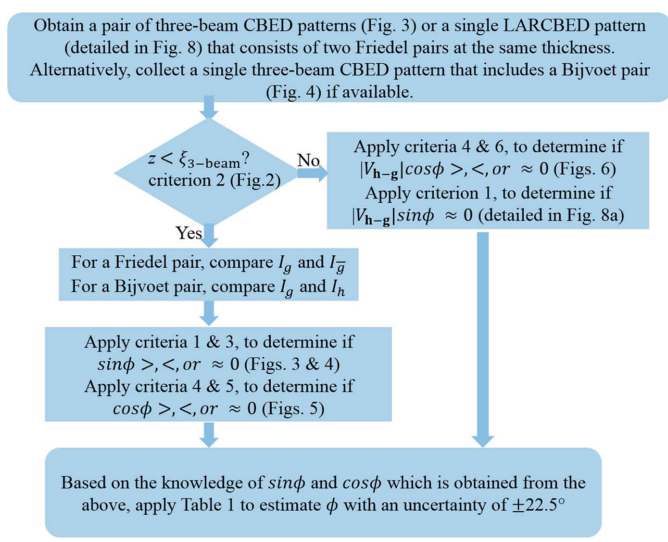 Obtain a pair of three-beam CBED patterns (Fig. 3) or a single LARCBED pattern
(detailed in Fig. 8) that consists of two Friedel pairs at the same thickness.
Alternatively, collect a single three-beam CBED pattern that includes a Bijvoet pair
(Fig. 4) if available.
z < ξ₃₋beam?
criterion 2 (Fig.2)
No
Apply criteria 4 & 6, to determine if
|V_{h−g}|cosϕ >, <, or ≈ 0 (Figs. 6)
Apply criterion 1, to determine if
|V_{h−g}|sinϕ ≈ 0 (detailed in Fig. 8a)
Yes
For a Friedel pair, compare I_g and I_{g̅}
For a Bijvoet pair, compare I_g and I_h
Apply criteria 1 & 3, to determine if
sinϕ >, <, or ≈ 0 (Figs. 3 & 4)
Apply criteria 4 & 5, to determine if
cosϕ >, <, or ≈ 0 (Figs. 5)
Based on the knowledge of sinϕ and cosϕ which is obtained from the
above, apply Table 1 to estimate ϕ with an uncertainty of ±22.5°